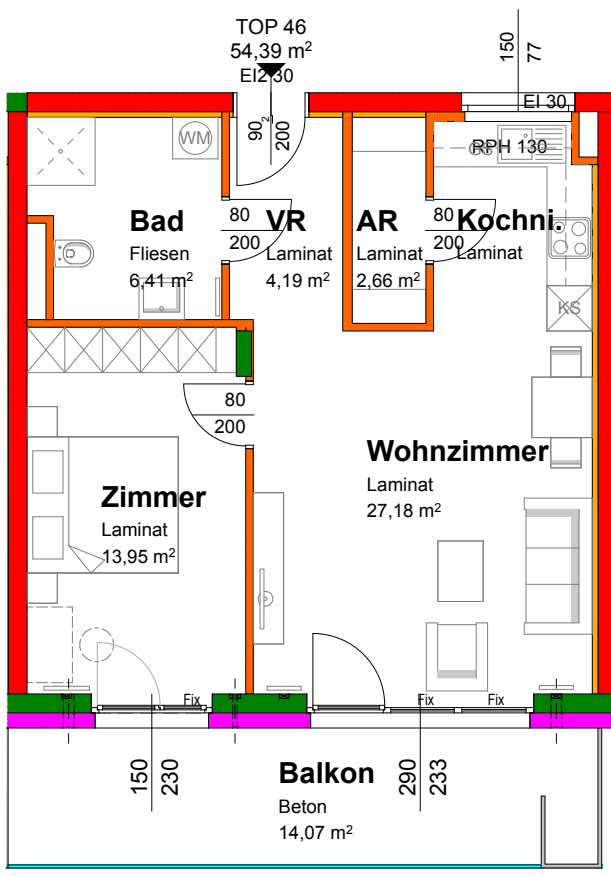 TOP 46
54,39 m²
EI2 30
150
77
EI 30
90₂
200
WM
GS
RPH 130
Bad
Fliesen
6,41 m²
80
200
VR
Laminat
4,19 m²
AR
Laminat
2,66 m²
80
200
Kochni.
Laminat
KS
80
200
Wohnzimmer
Laminat
27,18 m²
Zimmer
Laminat
13,95 m²
Fix
Fix
Fix
150
230
Balkon
Beton
14,07 m²
290
233